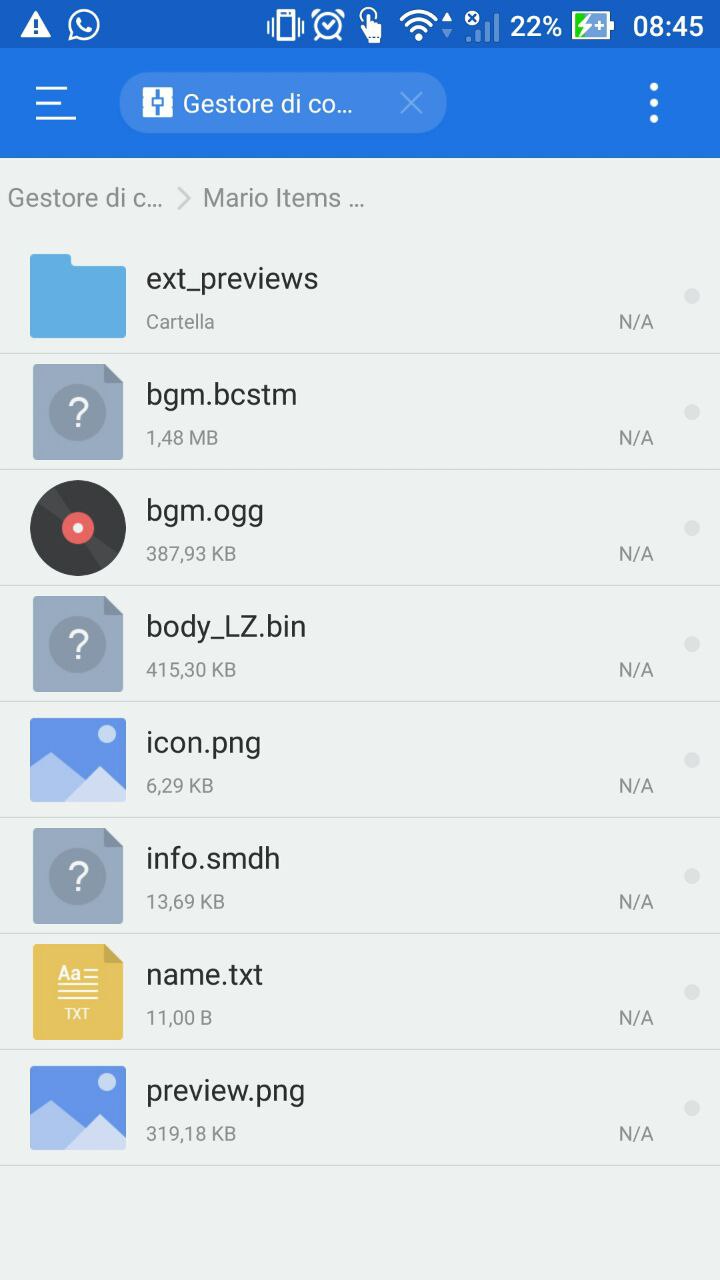 22% 08:45
Gestore di co...
Gestore di c... Mario Items ...
ext_previews
Cartella N/A
?
bgm.bcstm
1,48 MB N/A
bgm.ogg
387,93 KB N/A
?
body_LZ.bin
415,30 KB N/A
icon.png
6,29 KB N/A
?
info.smdh
13,69 KB N/A
Aa
TXT
name.txt
11,00 B N/A
preview.png
319,18 KB N/A